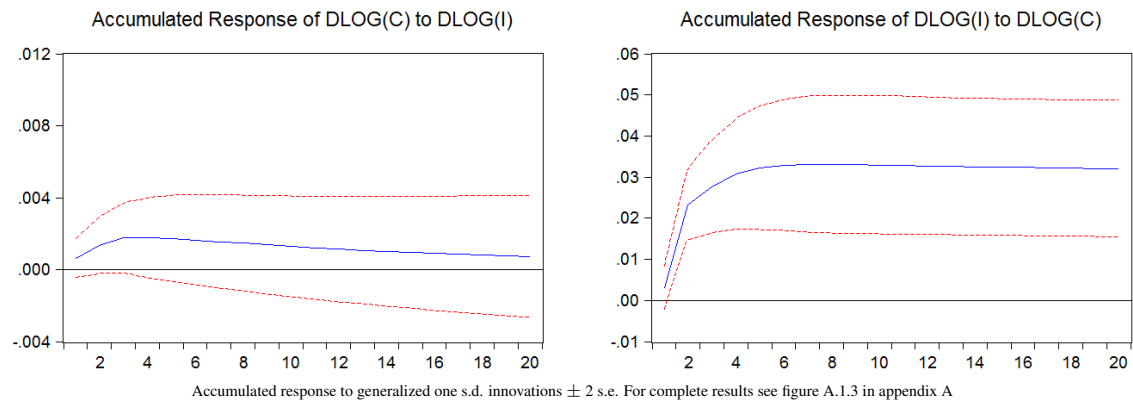 Accumulated Response of DLOG(C) to DLOG(I)
.012
.008
.004
.000
-.004
2 4 6 8 10 12 14 16 18 20
Accumulated Response of DLOG(I) to DLOG(C)
.06
.05
.04
.03
.02
.01
.00
-.01
2 4 6 8 10 12 14 16 18 20
Accumulated response to generalized one s.d. innovations ± 2 s.e. For complete results see figure A.1.3 in appendix A